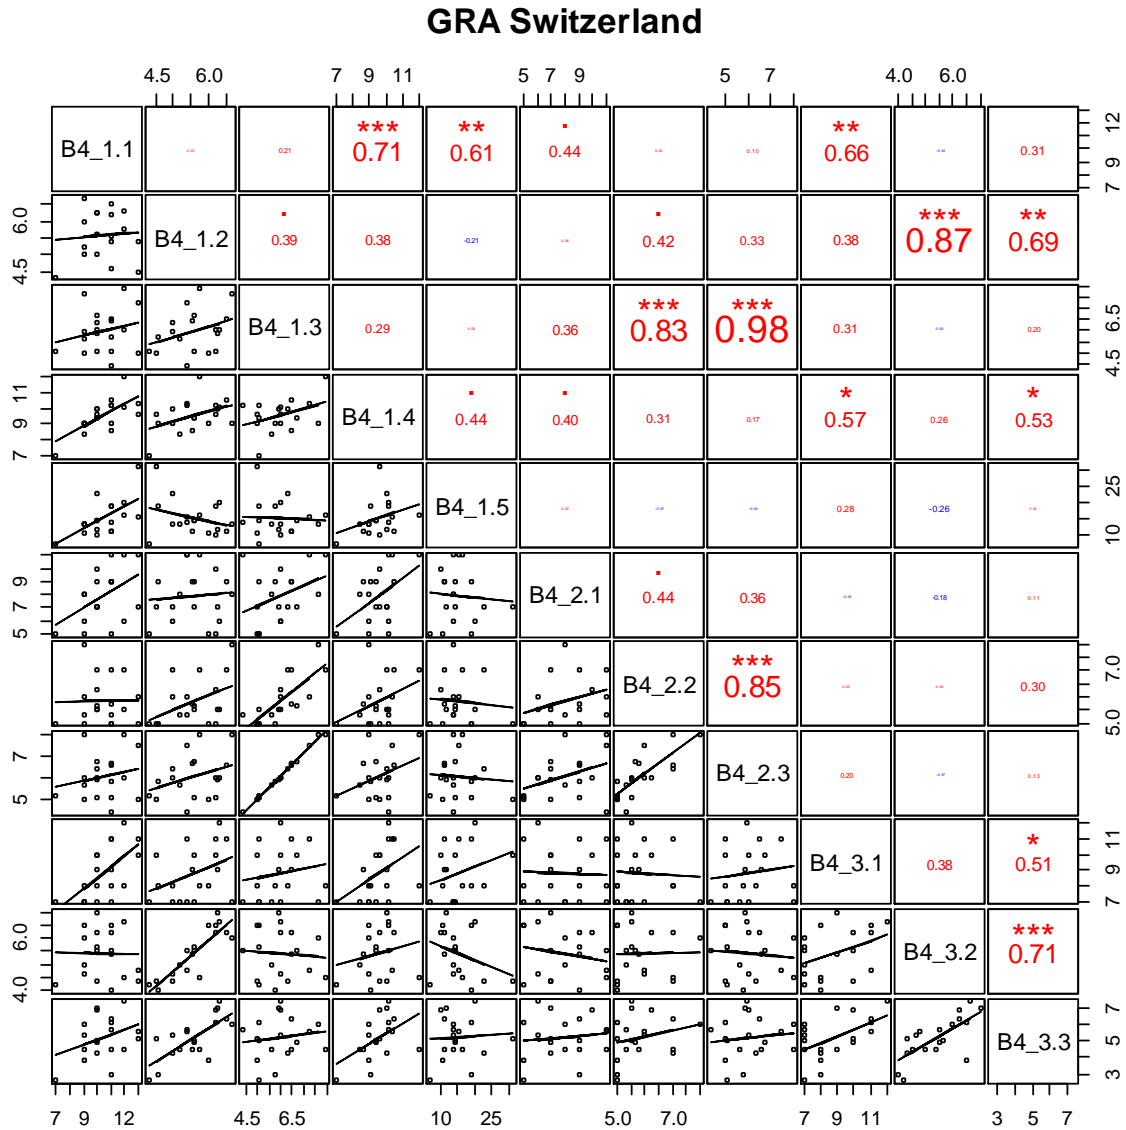 GRA Switzerland
4.5 6.0 7 9 11 5 7 9 5 7 4.0 6.0
*** ** . **
B4_1.1 0.21 0.71 0.61 0.44 0.10 0.66 0.31 7 9 12
. . *** **
4.5 6.0 B4_1.2 0.39 0.38 -0.21 0.42 0.33 0.38 0.87 0.69
*** ***
B4_1.3 0.29 0.36 0.83 0.98 0.31 0.20 4.5 6.5
. . * *
7 9 11 B4_1.4 0.44 0.40 0.31 0.17 0.57 0.26 0.53
B4_1.5 0.28 -0.26 10 25
.
5 7 9 B4_2.1 0.44 0.36 -0.18 0.11
***
B4_2.2 0.85 0.30 5.0 7.0
5 7 B4_2.3 0.20 0.13
*
B4_3.1 0.38 0.51 7 9 11
***
4.0 6.0 B4_3.2 0.71
B4_3.3 3 5 7
7 9 12 4.5 6.5 10 25 5.0 7.0 7 9 11 3 5 7